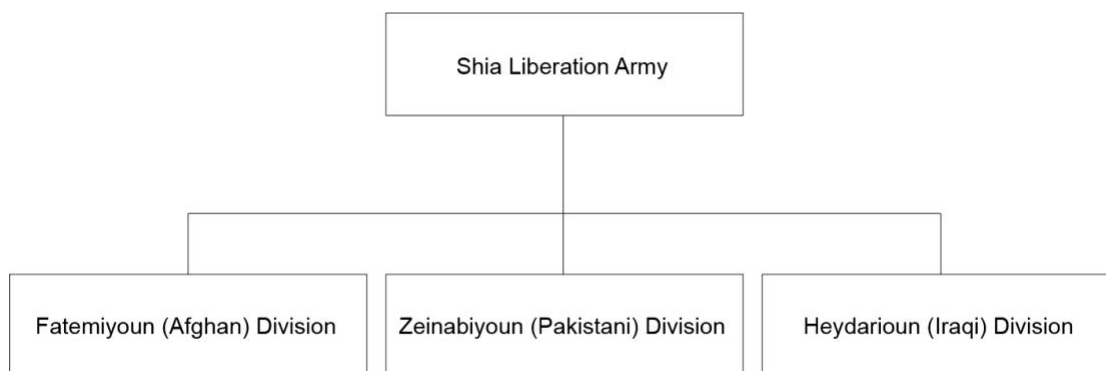 Shia Liberation Army
Fatemiyoun (Afghan) Division
Zeinabiyoun (Pakistani) Division
Heydarioun (Iraqi) Division